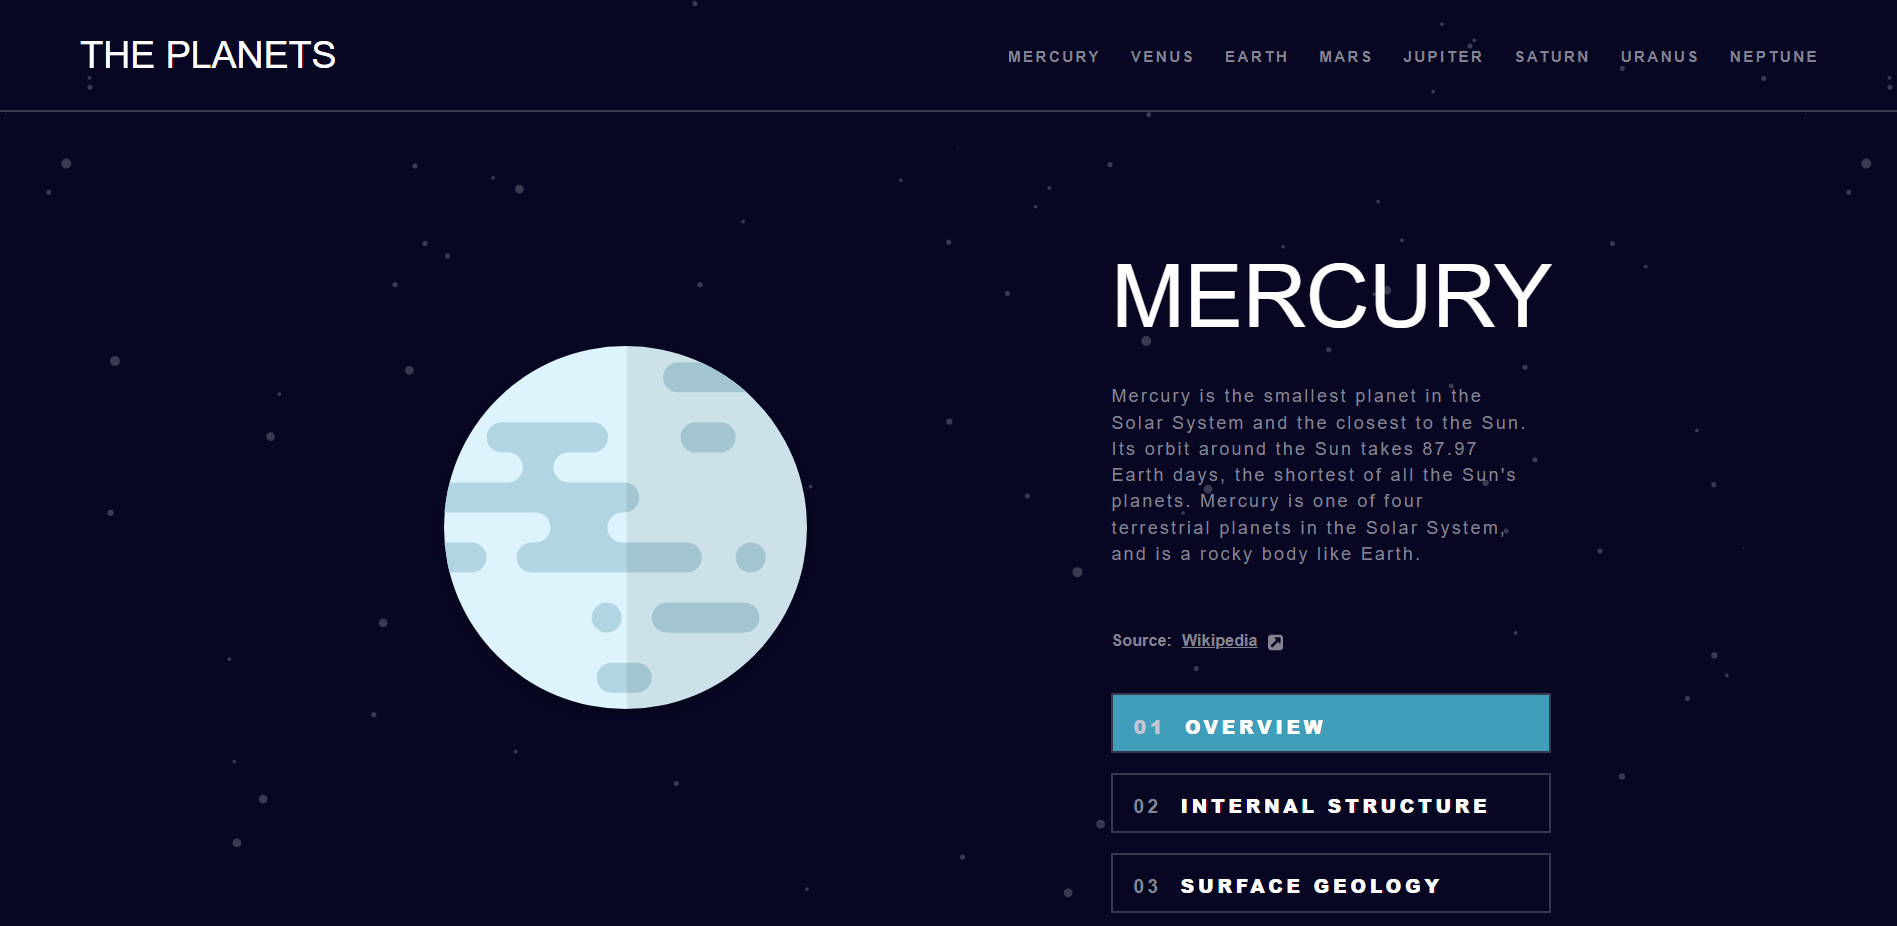 THE PLANETS
MERCURY VENUS EARTH MARS JUPITER SATURN URANUS NEPTUNE
MERCURY
Mercury is the smallest planet in the
Solar System and the closest to the Sun.
Its orbit around the Sun takes 87.97
Earth days, the shortest of all the Sun's
planets. Mercury is one of four
terrestrial planets in the Solar System,
and is a rocky body like Earth.
Source: Wikipedia
01 OVERVIEW
02 INTERNAL STRUCTURE
03 SURFACE GEOLOGY